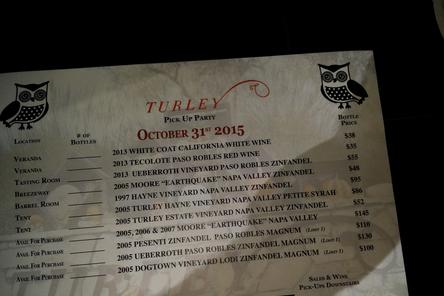 TURLEY
PICK UP PARTY
OCTOBER 31ST 2015
LOCATION
# OF BOTTLES
BOTTLE PRICE
VERANDA 2013 WHITE COAT CALIFORNIA WHITE WINE $38
VERANDA 2013 TECOLOTE PASO ROBLES RED WINE $35
TASTING ROOM 2013 UEBERROTH VINEYARD PASO ROBLES ZINFANDEL $55
BREEZEWAY 2005 MOORE "EARTHQUAKE" NAPA VALLEY ZINFANDEL $48
BARREL ROOM 1997 HAYNE VINEYARD NAPA VALLEY ZINFANDEL $95
TENT 2005 TURLEY HAYNE VINEYARD NAPA VALLEY PETITE SYRAH $86
TENT 2005 TURLEY ESTATE VINEYARD NAPA VALLEY ZINFANDEL $52
AVAIL FOR PURCHASE 2005, 2006 & 2007 MOORE "EARTHQUAKE" NAPA VALLEY $145
AVAIL FOR PURCHASE 2005 PESENTI ZINFANDEL PASO ROBLES MAGNUM (LIMIT 1) $110
AVAIL FOR PURCHASE 2005 UEBERROTH PASO ROBLES ZINFANDEL MAGNUM (LIMIT 1) $130
AVAIL FOR PURCHASE 2005 DOGTOWN VINEYARD LODI ZINFANDEL MAGNUM (LIMIT 1) $100
SALES & WINE
PICK-UPS DOWNSTAIRS